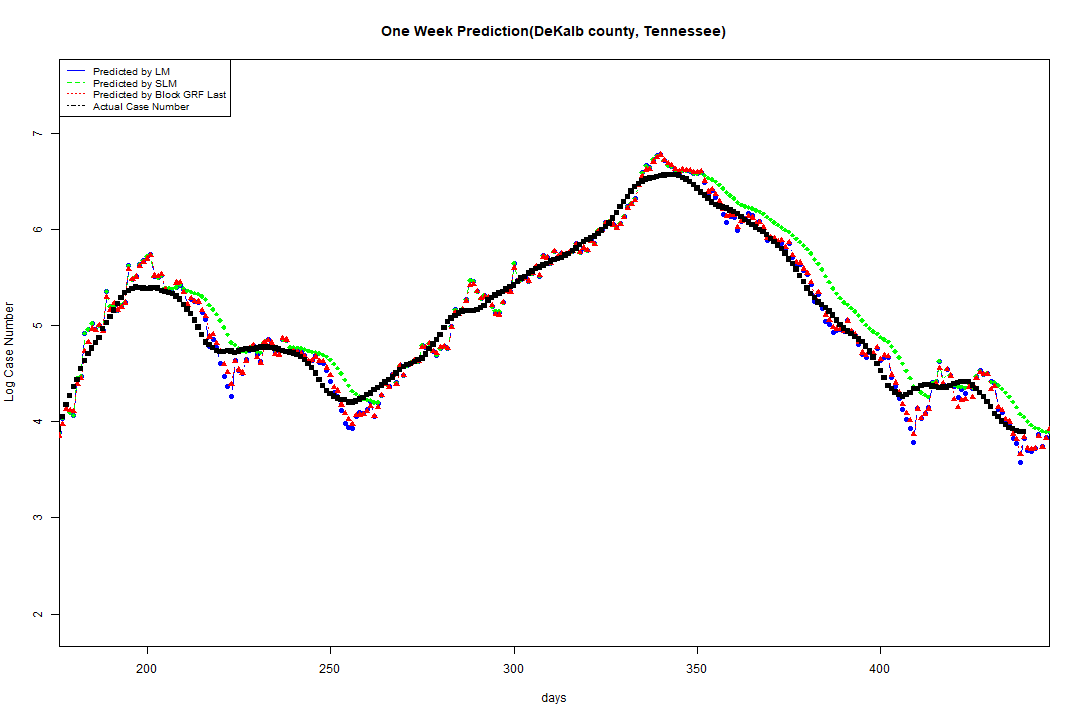 One Week Prediction(DeKalb county, Tennessee)
Predicted by LM
Predicted by SLM
Predicted by Block GRF Last
Actual Case Number
Log Case Number
7
6
5
4
3
2
200 250 300 350 400
days